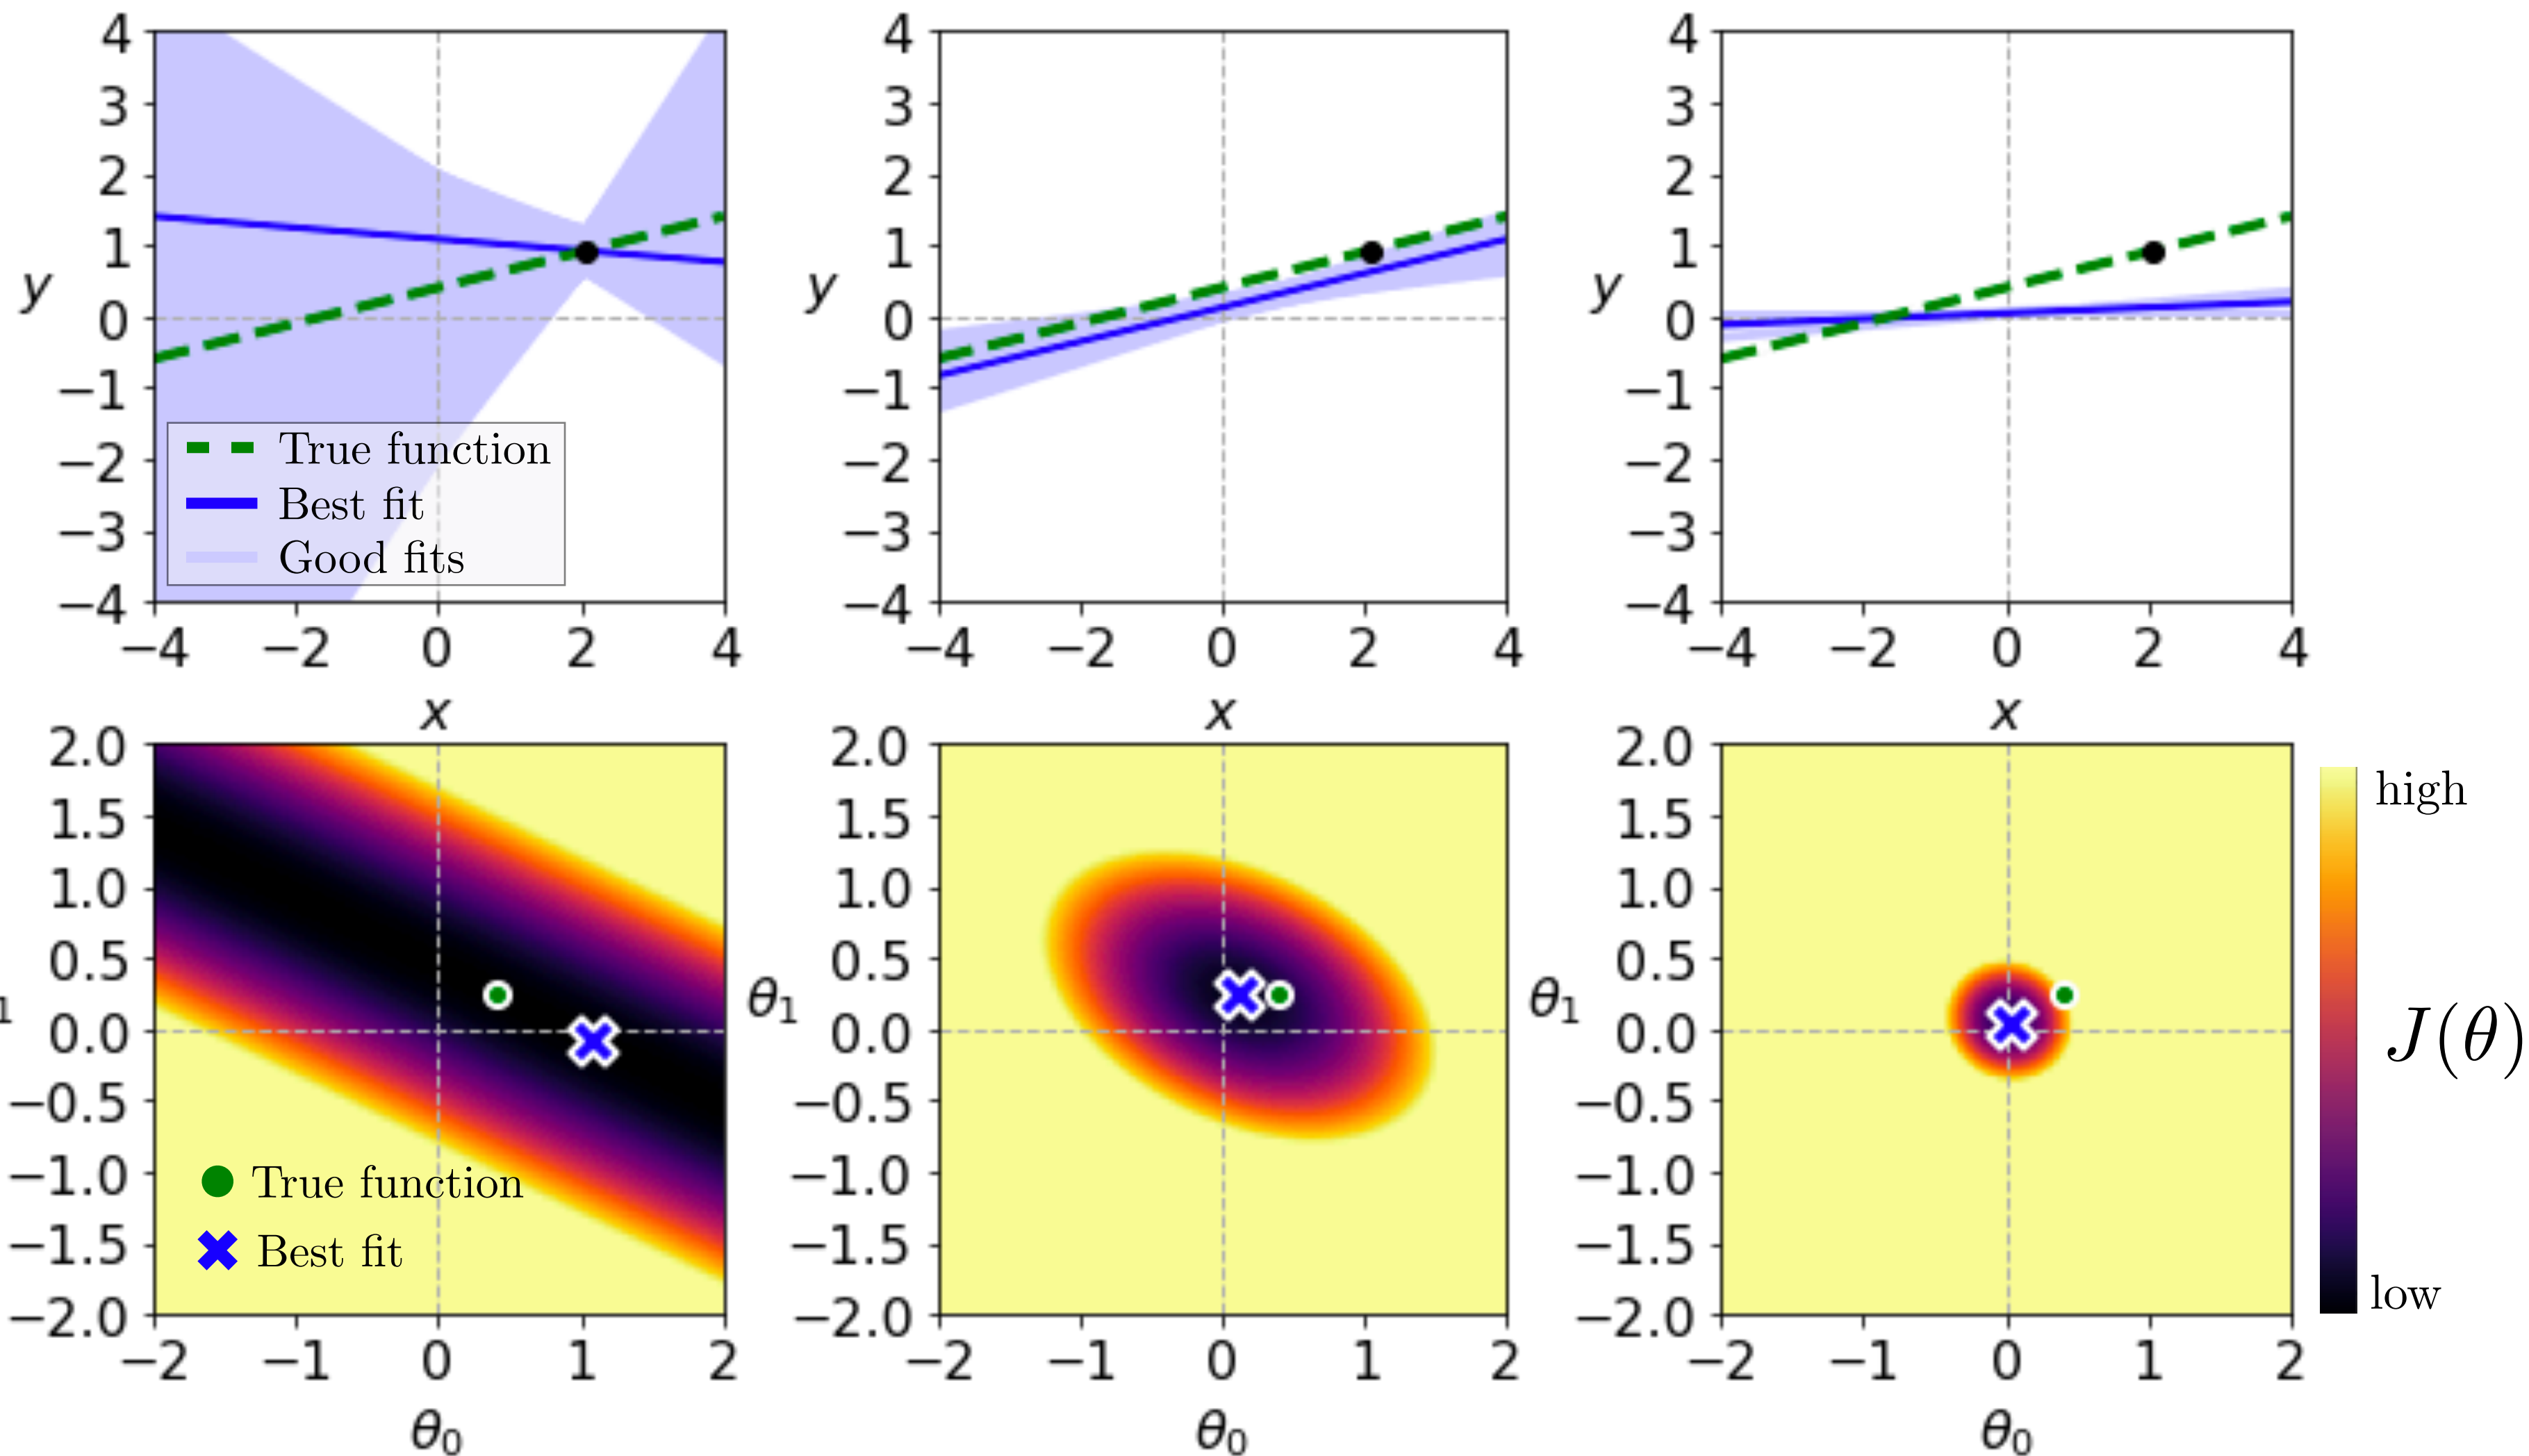 4 4 4
3 3 3
2 2 2
1 1 1
y 0 y 0 y 0
−1 −1 −1
−2 −2 −2
−3 −3 −3
−4 −4 −4
True function
Best fit
Good fits
−4 −2 0 2 4 −4 −2 0 2 4 −4 −2 0 2 4
x x x
2.0 2.0 2.0
1.5 1.5 1.5
1.0 1.0 1.0
0.5 0.5 0.5
1 0.0 θ₁ 0.0 θ₁ 0.0
−0.5 −0.5 −0.5
−1.0 −1.0 −1.0
−1.5 −1.5 −1.5
−2.0 −2.0 −2.0
True function
Best fit
−2 −1 0 1 2 −2 −1 0 1 2 −2 −1 0 1 2
θ₀ θ₀ θ₀
high
J(θ)
low